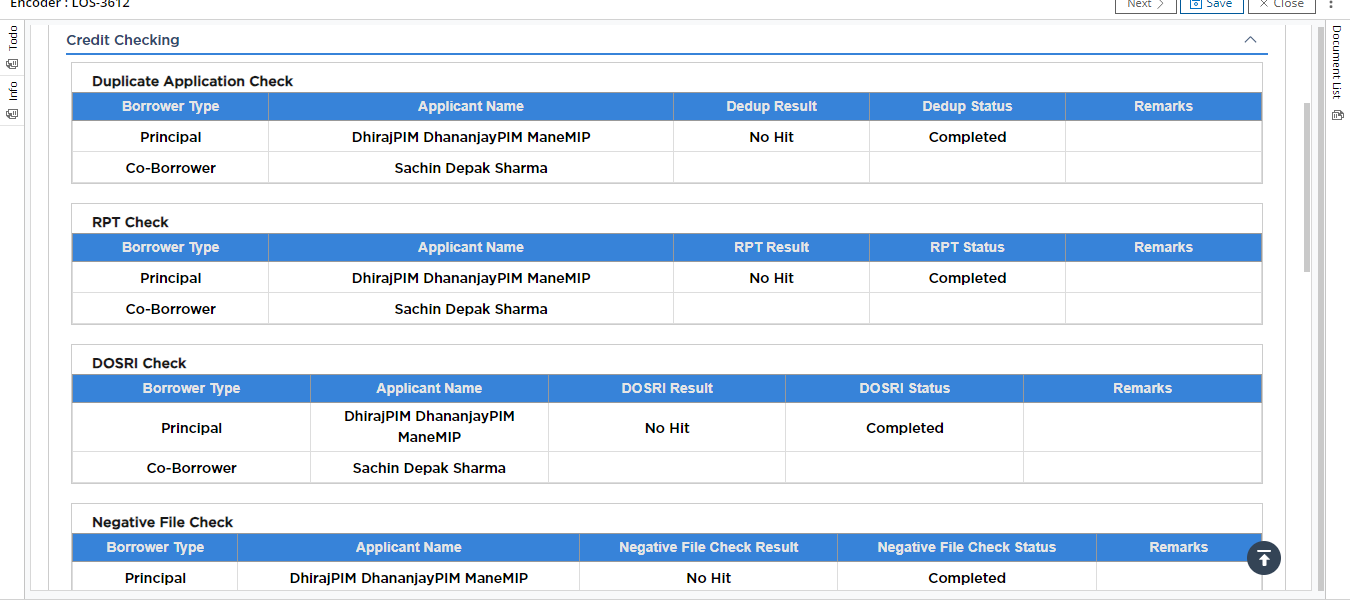 Encoder : LOS-3612
Next
Save
Close
Todo
Info
Document List
Credit Checking
Duplicate Application Check
Borrower Type Applicant Name Dedup Result Dedup Status Remarks
Principal DhirajPIM DhananjayPIM ManeMIP No Hit Completed
Co-Borrower Sachin Depak Sharma
RPT Check
Borrower Type Applicant Name RPT Result RPT Status Remarks
Principal DhirajPIM DhananjayPIM ManeMIP No Hit Completed
Co-Borrower Sachin Depak Sharma
DOSRI Check
Borrower Type Applicant Name DOSRI Result DOSRI Status Remarks
Principal DhirajPIM DhananjayPIM
ManeMIP No Hit Completed
Co-Borrower Sachin Depak Sharma
Negative File Check
Borrower Type Applicant Name Negative File Check Result Negative File Check Status Remarks
Principal DhirajPIM DhananjayPIM ManeMIP No Hit Completed